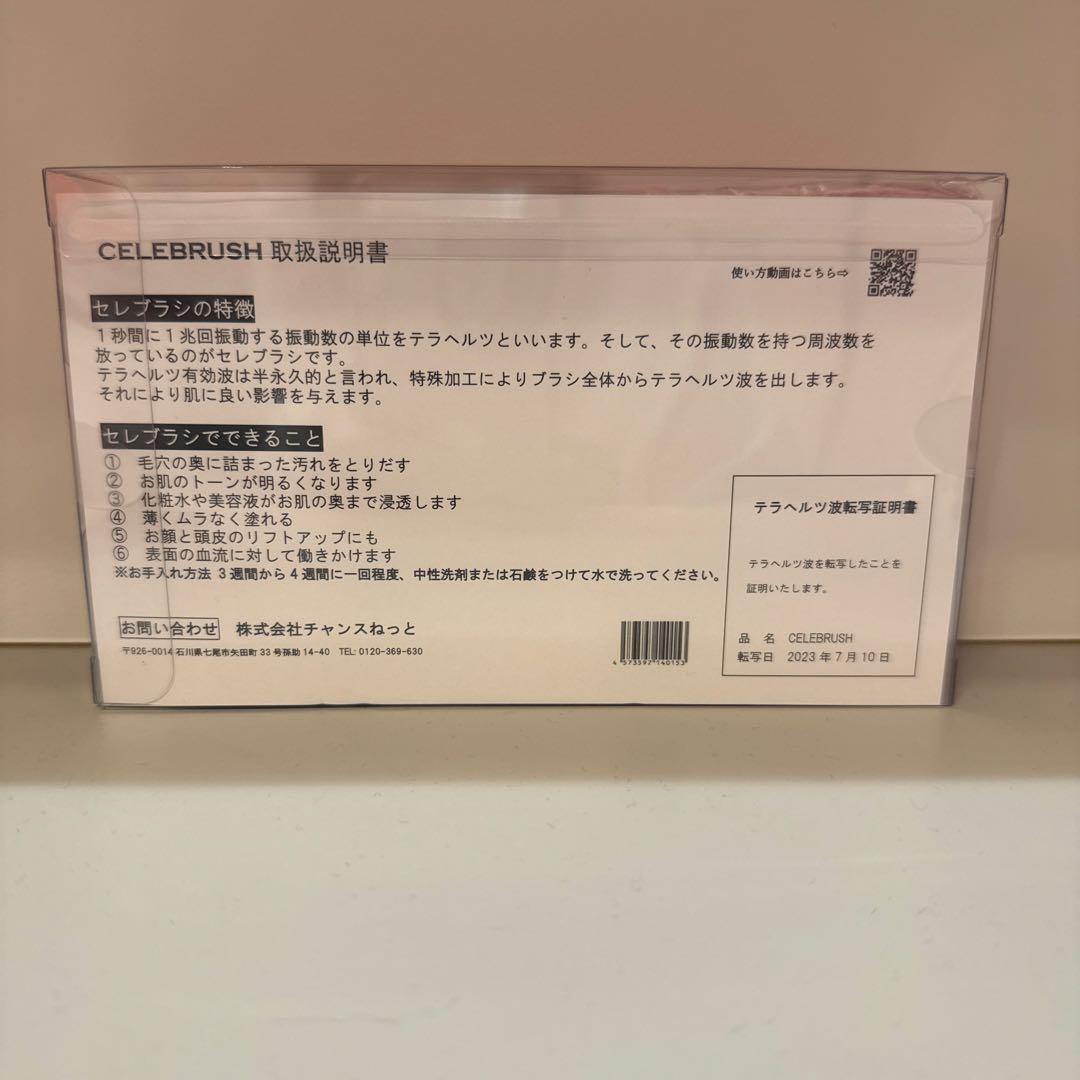 CELEBRUSH 取扱説明書
使い方動画はこちら⇨
セレブラシの特徴
1秒間に1兆回振動する振動数の単位をテラヘルツといいます。そして、その振動数を持つ周波数を
放っているのがセレブラシです。
テラヘルツ有効波は半永久的と言われ、特殊加工によりブラシ全体からテラヘルツ波を出します。
それにより肌に良い影響を与えます。
セレブラシでできること
① 毛穴の奥に詰まった汚れをとりだす
② お肌のトーンが明るくなります
③ 化粧水や美容液がお肌の奥まで浸透します
④ 薄くムラなく塗れる
⑤ お顔と頭皮のリフトアップにも
⑥ 表面の血流に対して働きかけます
※お手入れ方法 3週間から4週間に一回程度、中性洗剤または石鹸をつけて水で洗ってください。
お問い合わせ 株式会社チャンスねっと
〒926-0014 石川県七尾市矢田町33号孫助14-40 TEL: 0120-369-630
4 573597 140153
テラヘルツ波転写証明書
テラヘルツ波を転写したことを
証明いたします。
品 名 CELEBRUSH
転写日 2023年7月10日